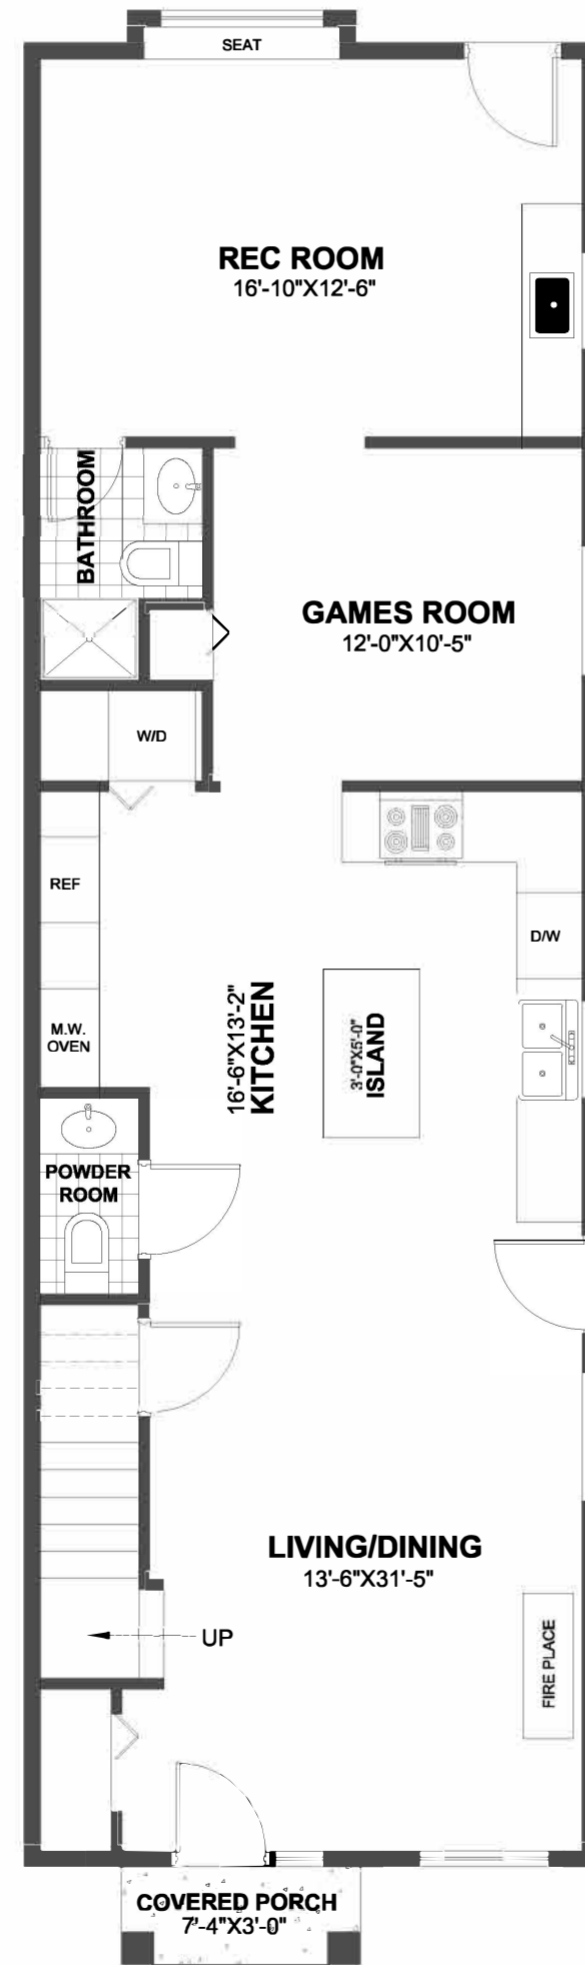 SEAT
REC ROOM
16'-10"X12'-6"
BATHROOM
GAMES ROOM
12'-0"X10'-5"
W/D
REF
D/W
M.W.
OVEN
16'-6"X13'-2"
KITCHEN
3'-0"X5'-0"
ISLAND
POWDER
ROOM
LIVING/DINING
13'-6"X31'-5"
UP
FIRE PLACE
COVERED PORCH
7'-4"X3'-0"